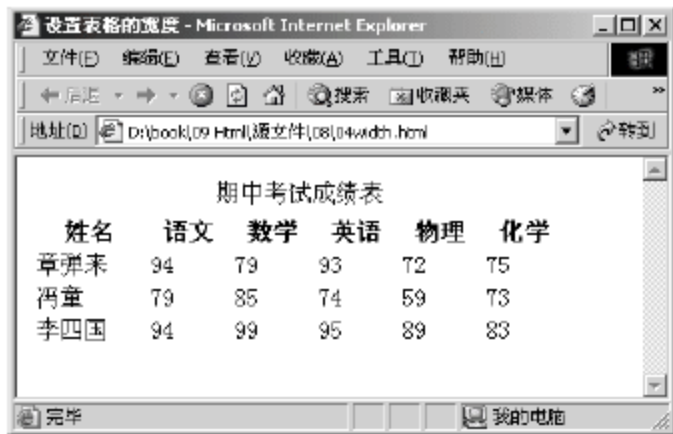 设置表格的宽度 - Microsoft Internet Explorer
文件(F) 编辑(E) 查看(V) 收藏(A) 工具(T) 帮助(H)
后退 搜索 收藏夹 媒体 »
地址(D) D:\book\09 Html\源文件\08\04width.html 转到
期中考试成绩表
姓名 语文 数学 英语 物理 化学
章弹来 94 79 93 72 75
冯童 79 85 74 59 73
李四国 94 99 95 89 83
完毕 我的电脑